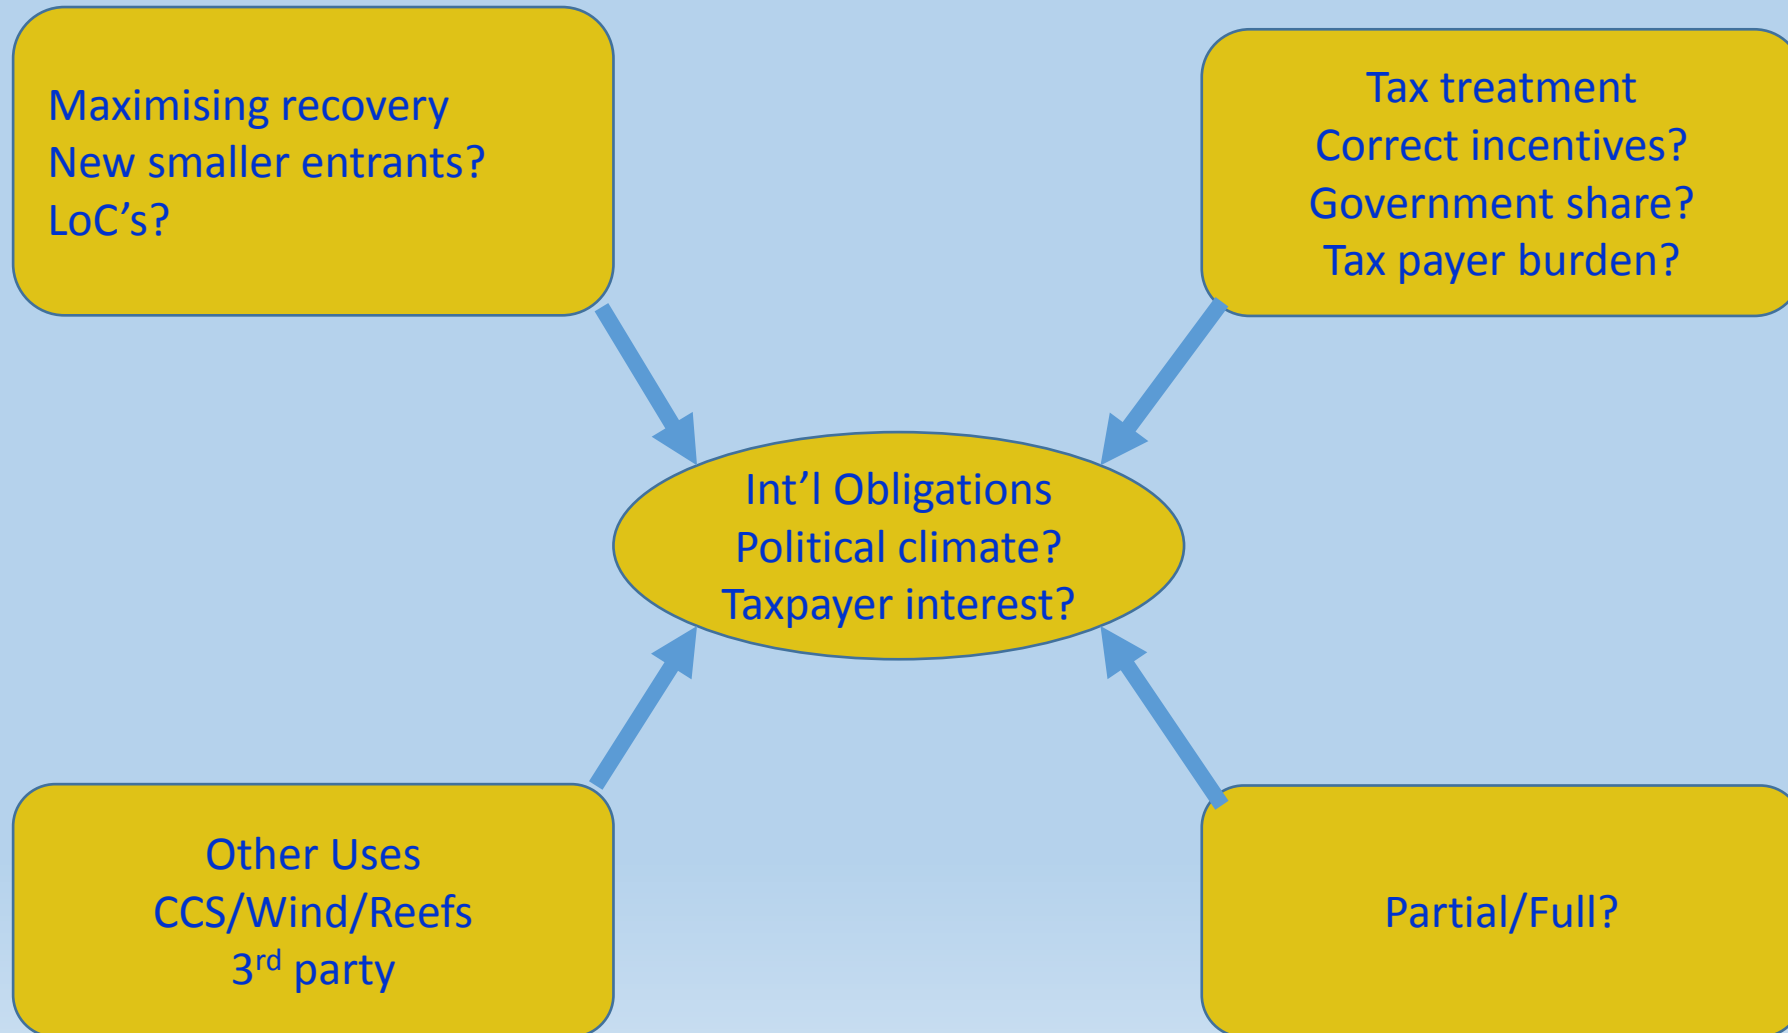 Maximising recovery
New smaller entrants?
LoC’s?
Tax treatment
Correct incentives?
Government share?
Tax payer burden?
Int’l Obligations
Political climate?
Taxpayer interest?
Other Uses
CCS/Wind/Reefs
3rd party
Partial/Full?